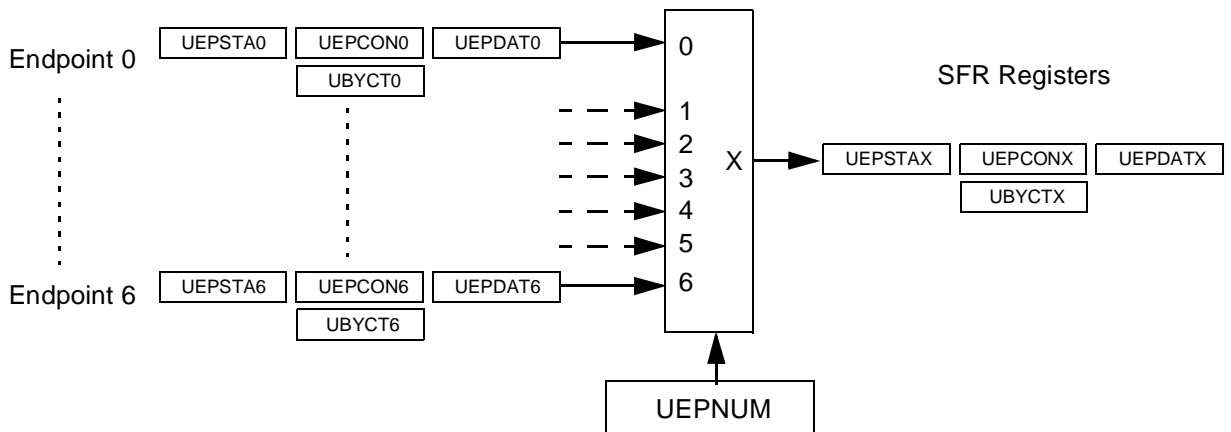 Endpoint 0
UEPSTA0 UEPCON0 UEPDAT0
UBYCT0
0
1
2
3
4
5
6
X
SFR Registers
UEPSTAX UEPCONX UEPDATX
UBYCTX
Endpoint 6
UEPSTA6 UEPCON6 UEPDAT6
UBYCT6
UEPNUM